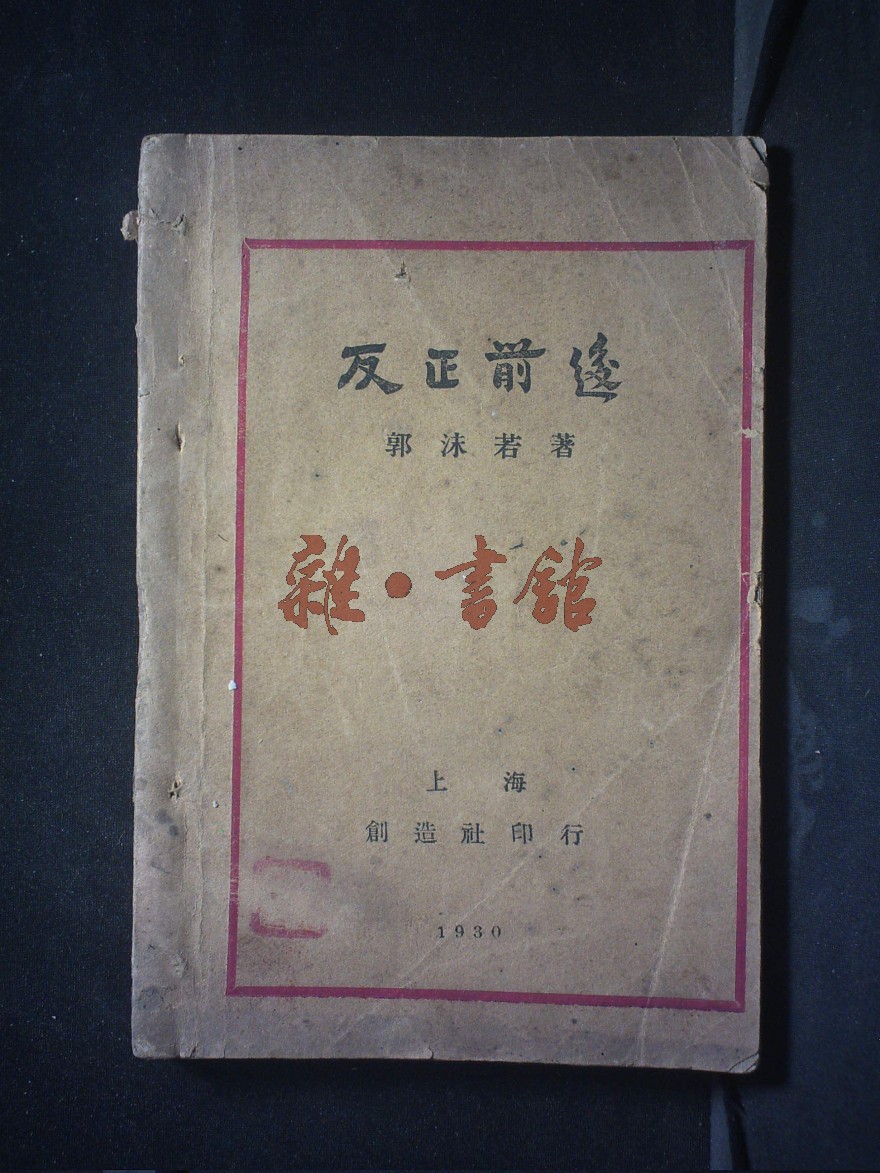 反正前後
郭沫若著
雜·書館
上海
創造社印行
1930